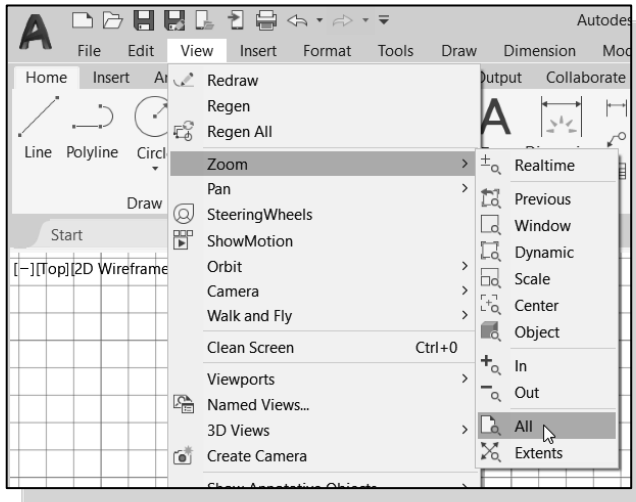 A
Autodes
File Edit View Insert Format Tools Draw Dimension Mod
Home Insert Output Collaborate
A
Line Polyline Circl
Draw
Start
[−][Top][2D Wireframe
Redraw
Regen
Regen All
Zoom >
Pan >
SteeringWheels
ShowMotion
Orbit >
Camera >
Walk and Fly >
Clean Screen Ctrl+0
Viewports >
Named Views...
3D Views >
Create Camera
Show Annotative Objects
Realtime
Previous
Window
Dynamic
Scale
Center
Object
In
Out
All
Extents